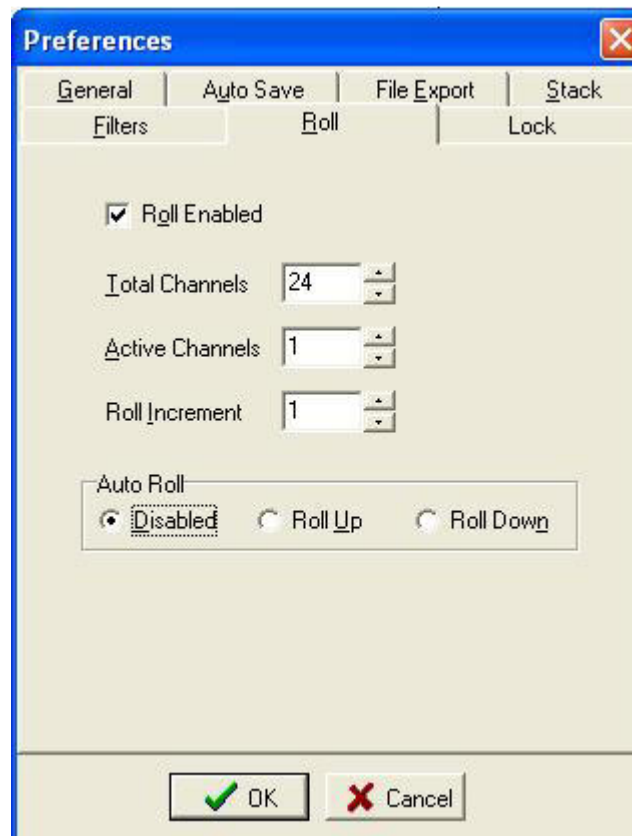 Preferences
General Auto Save File Export Stack
Filters Roll Lock
Roll Enabled
Total Channels 24
Active Channels 1
Roll Increment 1
Auto Roll
Disabled Roll Up Roll Down
OK Cancel